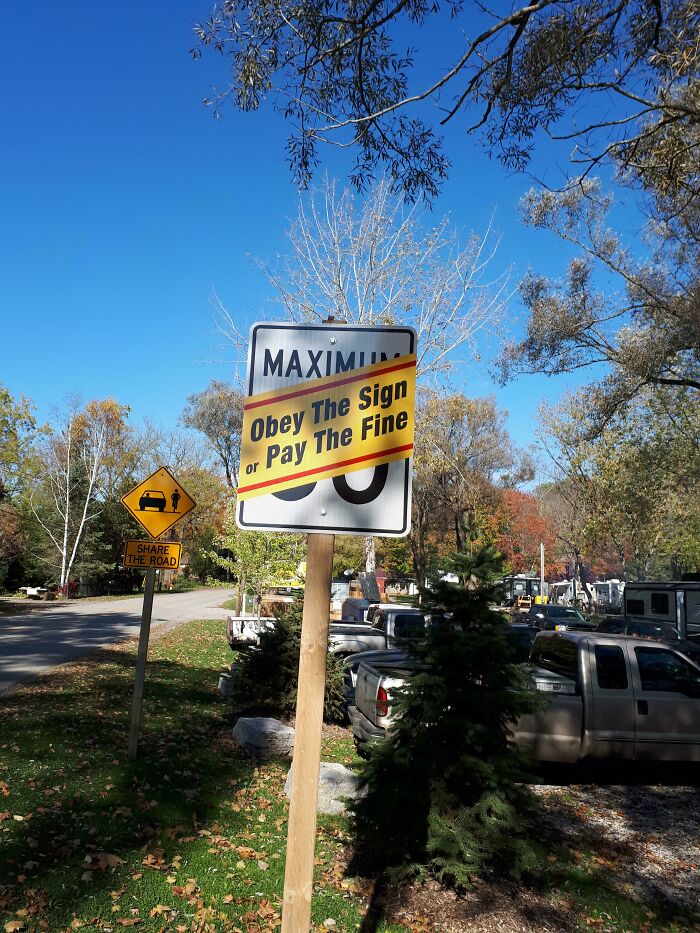 MAXIMUM
Obey The Sign
or Pay The Fine
SHARE
THE ROAD